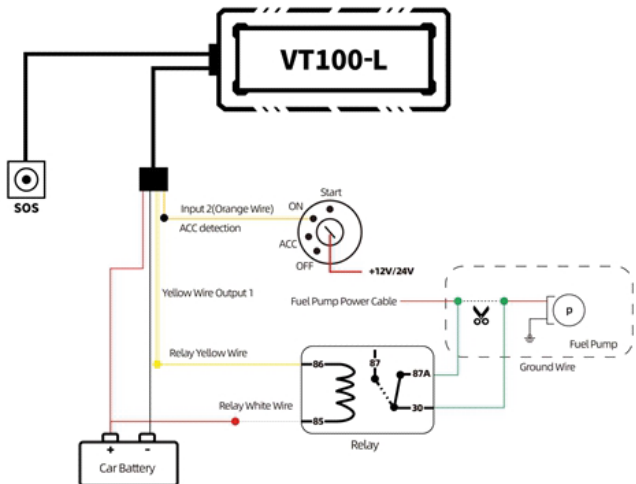 VT100-L
SOS
Input 2(Orange Wire)
ACC detection
Start
ON
ACC
OFF
+12V/24V
Yellow Wire Output 1
Fuel Pump Power Cable
P
Fuel Pump
Ground Wire
Relay Yellow Wire
86
87
87A
Relay White Wire
85
30
Relay
+ -
Car Battery